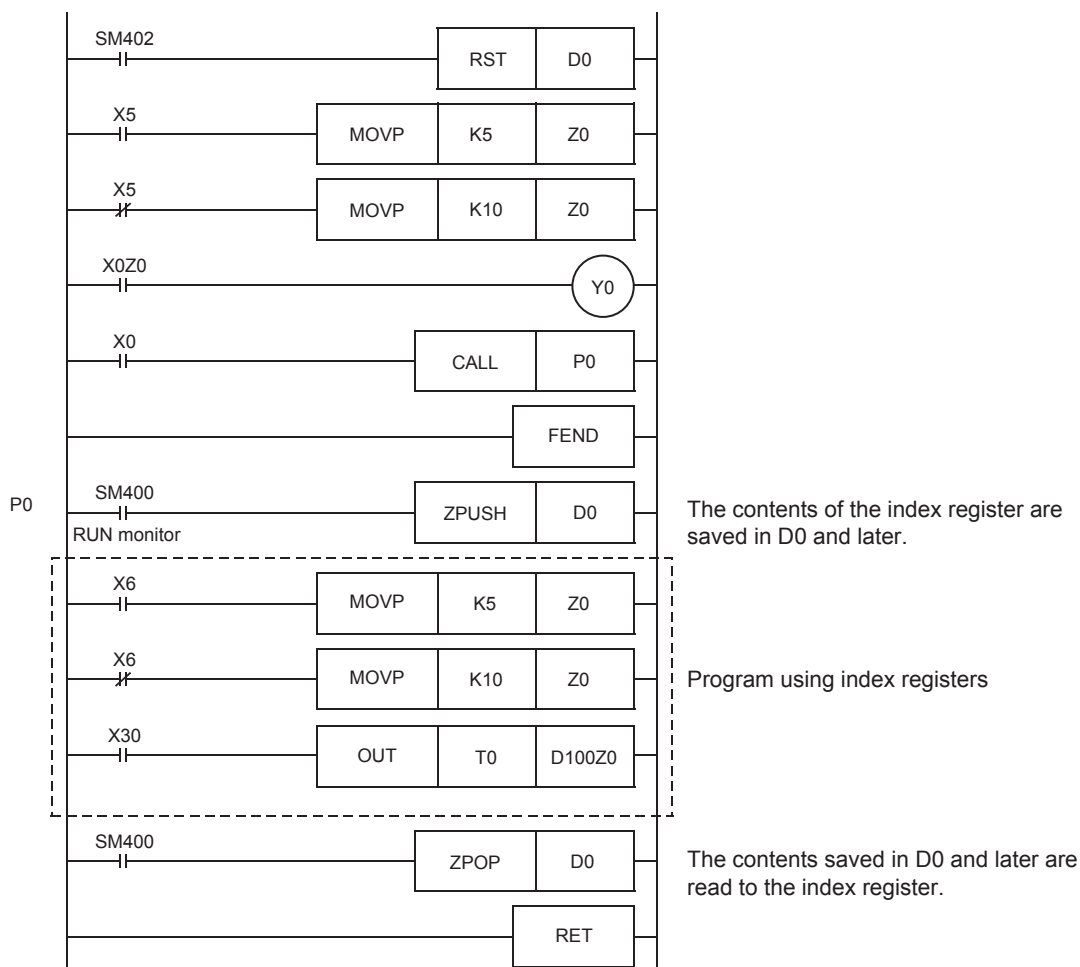 SM402
RST D0
X5
MOVP K5 Z0
X5
MOVP K10 Z0
X0Z0
Y0
X0
CALL P0
FEND
P0
SM400
ZPUSH D0
RUN monitor
The contents of the index register are
saved in D0 and later.
X6
MOVP K5 Z0
X6
MOVP K10 Z0
Program using index registers
X30
OUT T0 D100Z0
SM400
ZPOP D0
The contents saved in D0 and later are
read to the index register.
RET